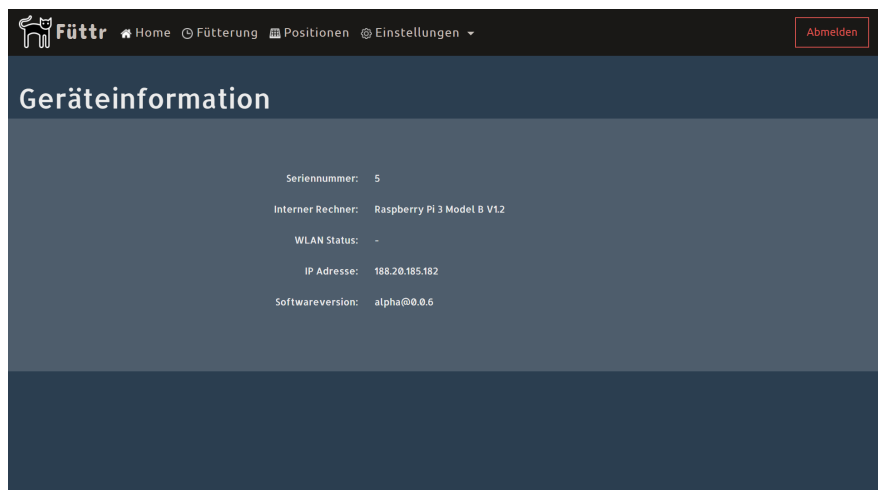 Füttr Home Fütterung Positionen Einstellungen Abmelden
Geräteinformation
Seriennummer: 5
Interner Rechner: Raspberry Pi 3 Model B V1.2
WLAN Status: -
IP Adresse: 188.20.185.182
Softwareversion: alpha@0.0.6